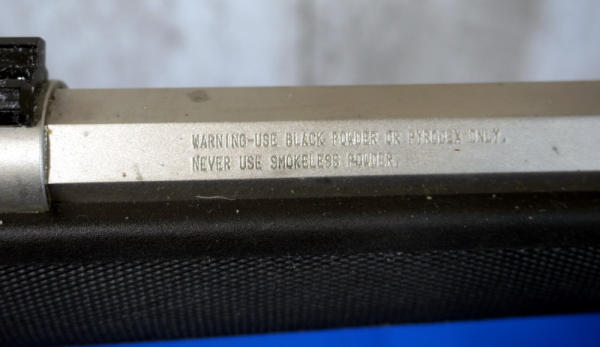 WARNING-USE BLACK POWDER OR PYRODEX ONLY.
NEVER USE SMOKELESS POWDER.